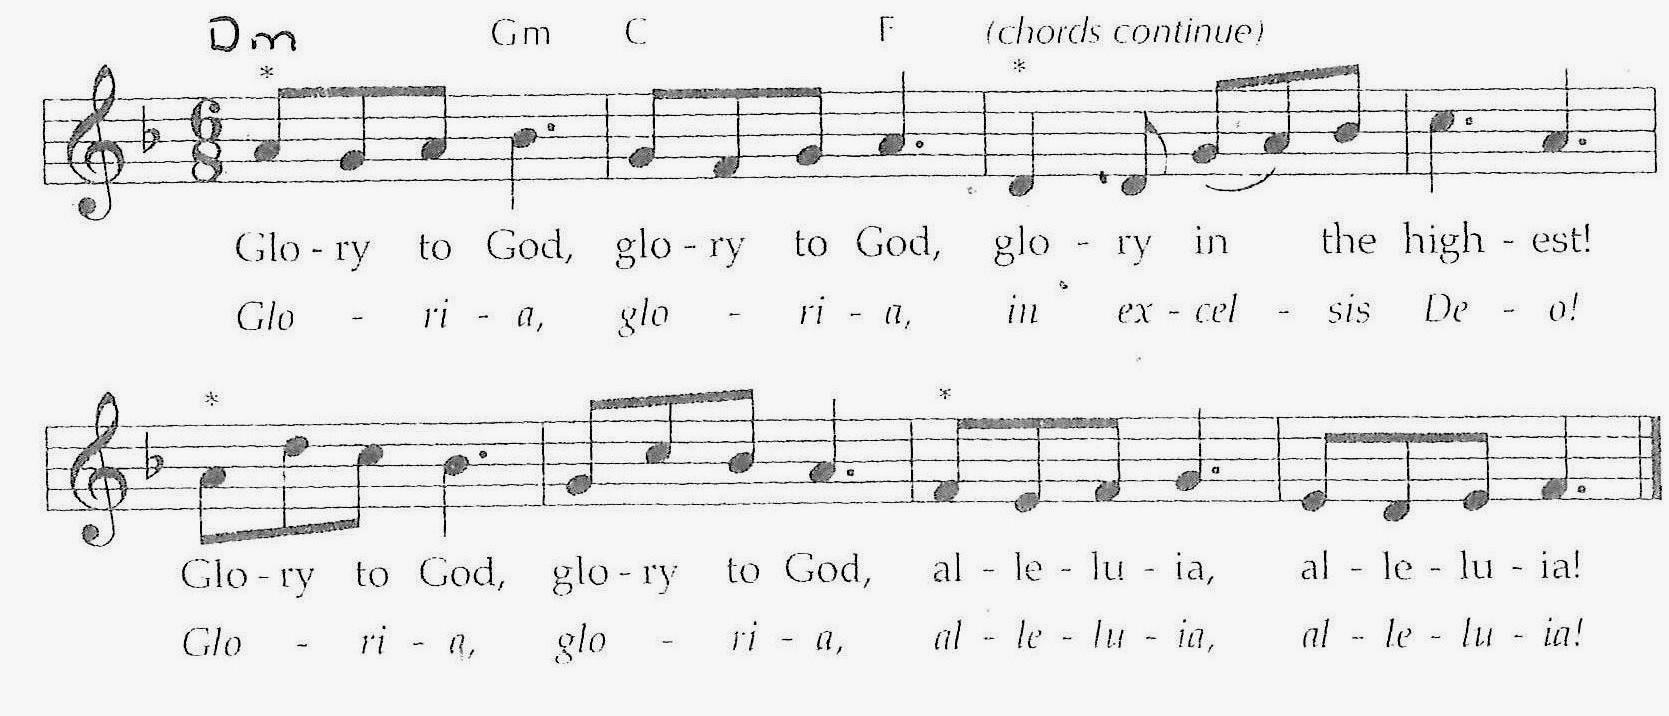 Dm Gm C F (chords continue)
* *
6
8
Glo - ry to God, glo - ry to God, glo - ry in the high - est!
Glo - ri - a, glo - ri - a, in ex - cel - sis De - o!
* *
Glo - ry to God, glo - ry to God, al - le - lu - ia, al - le - lu - ia!
Glo - ri - a, glo - ri - a, al - le - lu - ia, al - le - lu - ia!